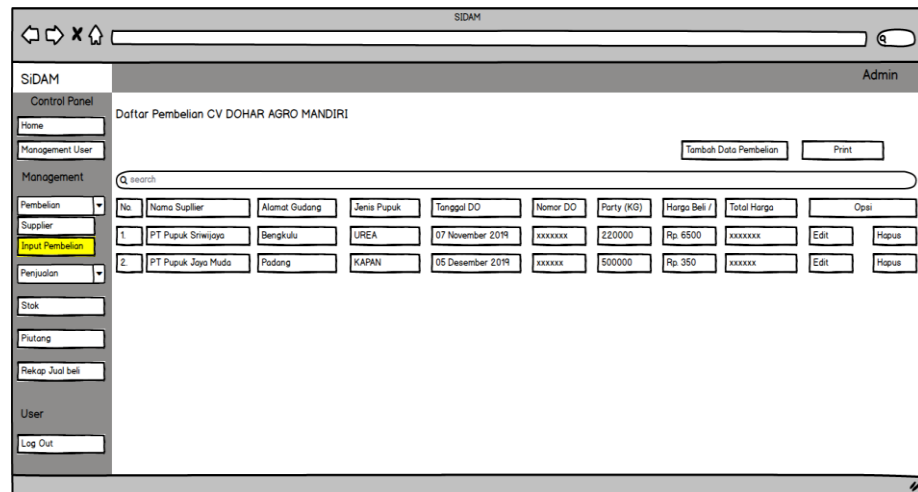 SIDAM
SiDAM
Admin
Control Panel
Home
Management User
Management
Pembelian
Supplier
Input Pembelian
Penjualan
Stok
Piutang
Rekap Jual beli
User
Log Out
Daftar Pembelian CV DOHAR AGRO MANDIRI
Tambah Data Pembelian Print
search
No. Nama Supllier Alamat Gudang Jenis Pupuk Tanggal DO Nomor DO Party (KG) Harga Beli / Total Harga Opsi
1. PT Pupuk Sriwijaya Bengkulu UREA 07 November 2019 xxxxxxx 220000 Rp. 6500 xxxxxxx Edit Hapus
2. PT Pupuk Jaya Muda Padang KAPAN 05 Desember 2019 xxxxxx 500000 Rp. 350 xxxxxx Edit Hapus